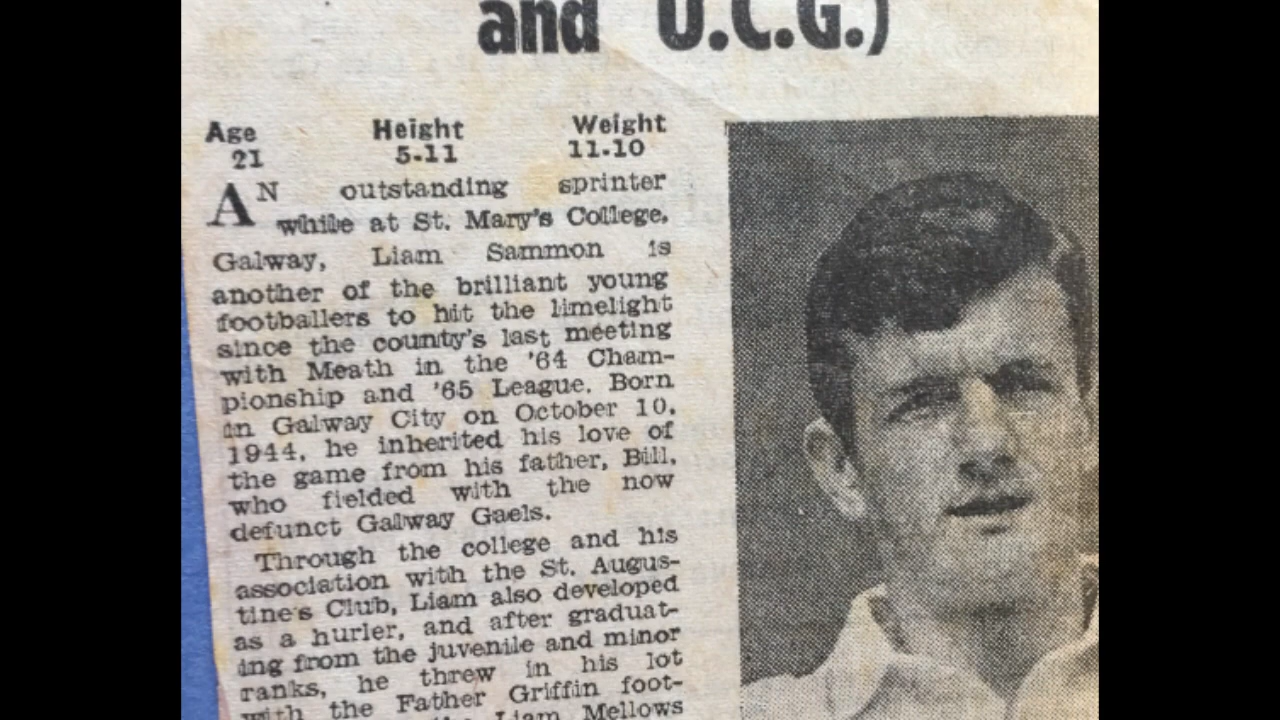 and U.C.G.)
Age Height Weight
21 5-11 11-10
AN outstanding sprinter
while at St. Mary's College,
Galway, Liam Sammon is
another of the brilliant young
footballers to hit the limelight
since the county's last meeting
with Meath in the '64 Cham-
pionship and '65 League. Born
in Galway City on October 10,
1944, he inherited his love of
the game from his father, Bill,
who fielded with the now
defunct Galway Gaels.
Through the college and his
association with the St. Augus-
tine's Club, Liam also developed
as a hurler, and after graduat-
ing from the juvenile and minor
ranks, he threw in his lot
with the Father Griffin foot-
Liam Mellows